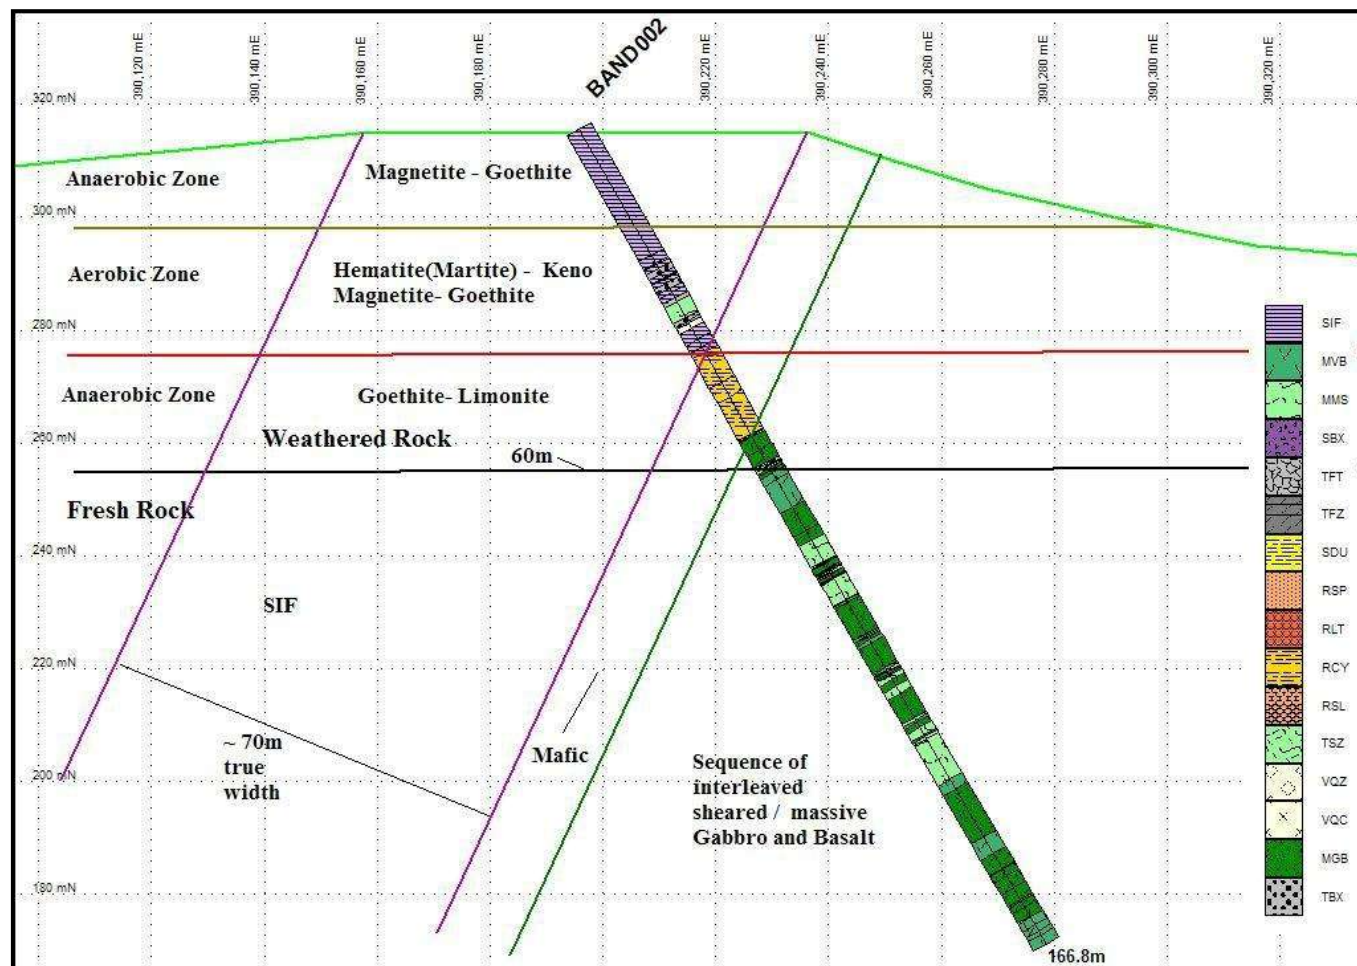 390,120 mE
390,140 mE
390,160 mE
390,180 mE
BAND002
390,220 mE
390,240 mE
390,260 mE
390,280 mE
390,300 mE
390,320 mE
320 mN
Anaerobic Zone
Magnetite - Goethite
300 mN
Aerobic Zone
Hematite(Martite) - Keno
Magnetite- Goethite
280 mN
Anaerobic Zone
Goethite- Limonite
260 mN
Weathered Rock
60m
Fresh Rock
240 mN
SIF
220 mN
~ 70m
true
width
200 mN
Mafic
Sequence of
interleaved
sheared / massive
Gabbro and Basalt
180 mN
166.8m
SIF
MVB
MMS
SBX
TFT
TFZ
SDU
RSP
RLT
RCY
RSL
TSZ
VQZ
VQC
MGB
TBX